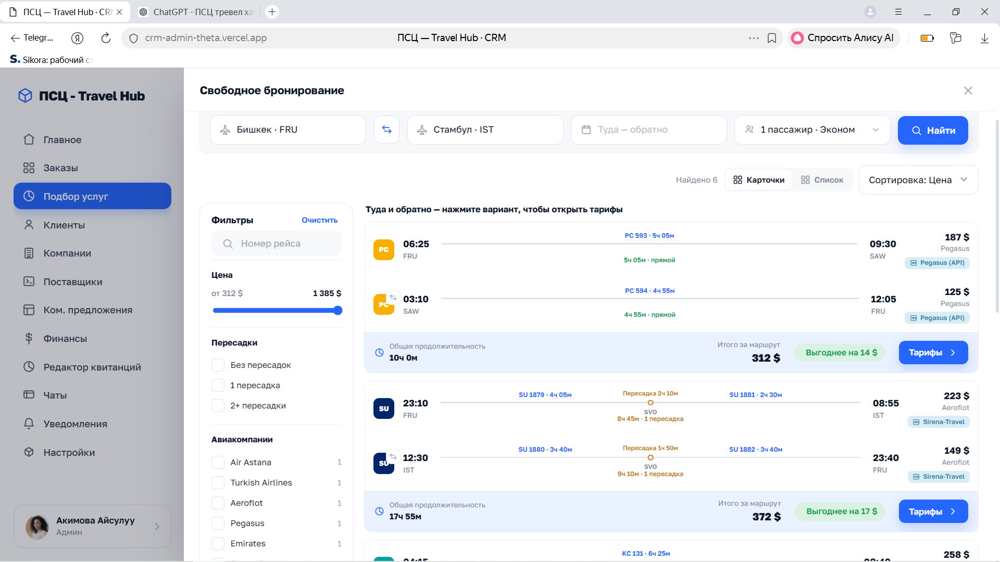 ПСЦ — Travel Hub · CRM
ChatGPT - ПСЦ тревел ха
Telegr...
crm-admin-theta.vercel.app
ПСЦ — Travel Hub · CRM
Спросить Алису AI
S. Sikora: рабочий ст
ПСЦ - Travel Hub
Главное
Заказы
Подбор услуг
Клиенты
Компании
Поставщики
Ком. предложения
Финансы
Редактор квитанций
Чаты
Уведомления
Настройки
Акимова Айсулуу
Админ
Свободное бронирование
Бишкек · FRU
Стамбул · IST
Туда — обратно
1 пассажир · Эконом
Найти
Найдено 6
Карточки
Список
Сортировка: Цена
Фильтры
Очистить
Номер рейса
Цена
от 312 $
1 385 $
Пересадки
Без пересадок
1 пересадка
2+ пересадки
Авиакомпании
Air Astana 1
Turkish Airlines 1
Aeroflot 1
Pegasus 1
Emirates 1
Туда и обратно — нажмите вариант, чтобы открыть тарифы
PC
06:25
FRU
PC 593 · 5ч 05м
5ч 05м · прямой
09:30
SAW
187 $
Pegasus
Pegasus (API)
PC
03:10
SAW
PC 594 · 4ч 55м
4ч 55м · прямой
12:05
FRU
125 $
Pegasus
Pegasus (API)
Общая продолжительность
10ч 0м
Итого за маршрут
312 $
Выгоднее на 14 $
Тарифы
SU
23:10
FRU
SU 1879 · 4ч 05м
Пересадка 2ч 10м
SU 1881 · 2ч 30м
SVO
8ч 45м · 1 пересадка
08:55
IST
223 $
Aeroflot
Sirena-Travel
SU
12:30
IST
SU 1880 · 3ч 40м
Пересадка 1ч 50м
SU 1882 · 3ч 40м
SVO
9ч 10м · 1 пересадка
23:40
FRU
149 $
Aeroflot
Sirena-Travel
Общая продолжительность
17ч 55м
Итого за маршрут
372 $
Выгоднее на 17 $
Тарифы
KC 131 · 6ч 25м
258 $